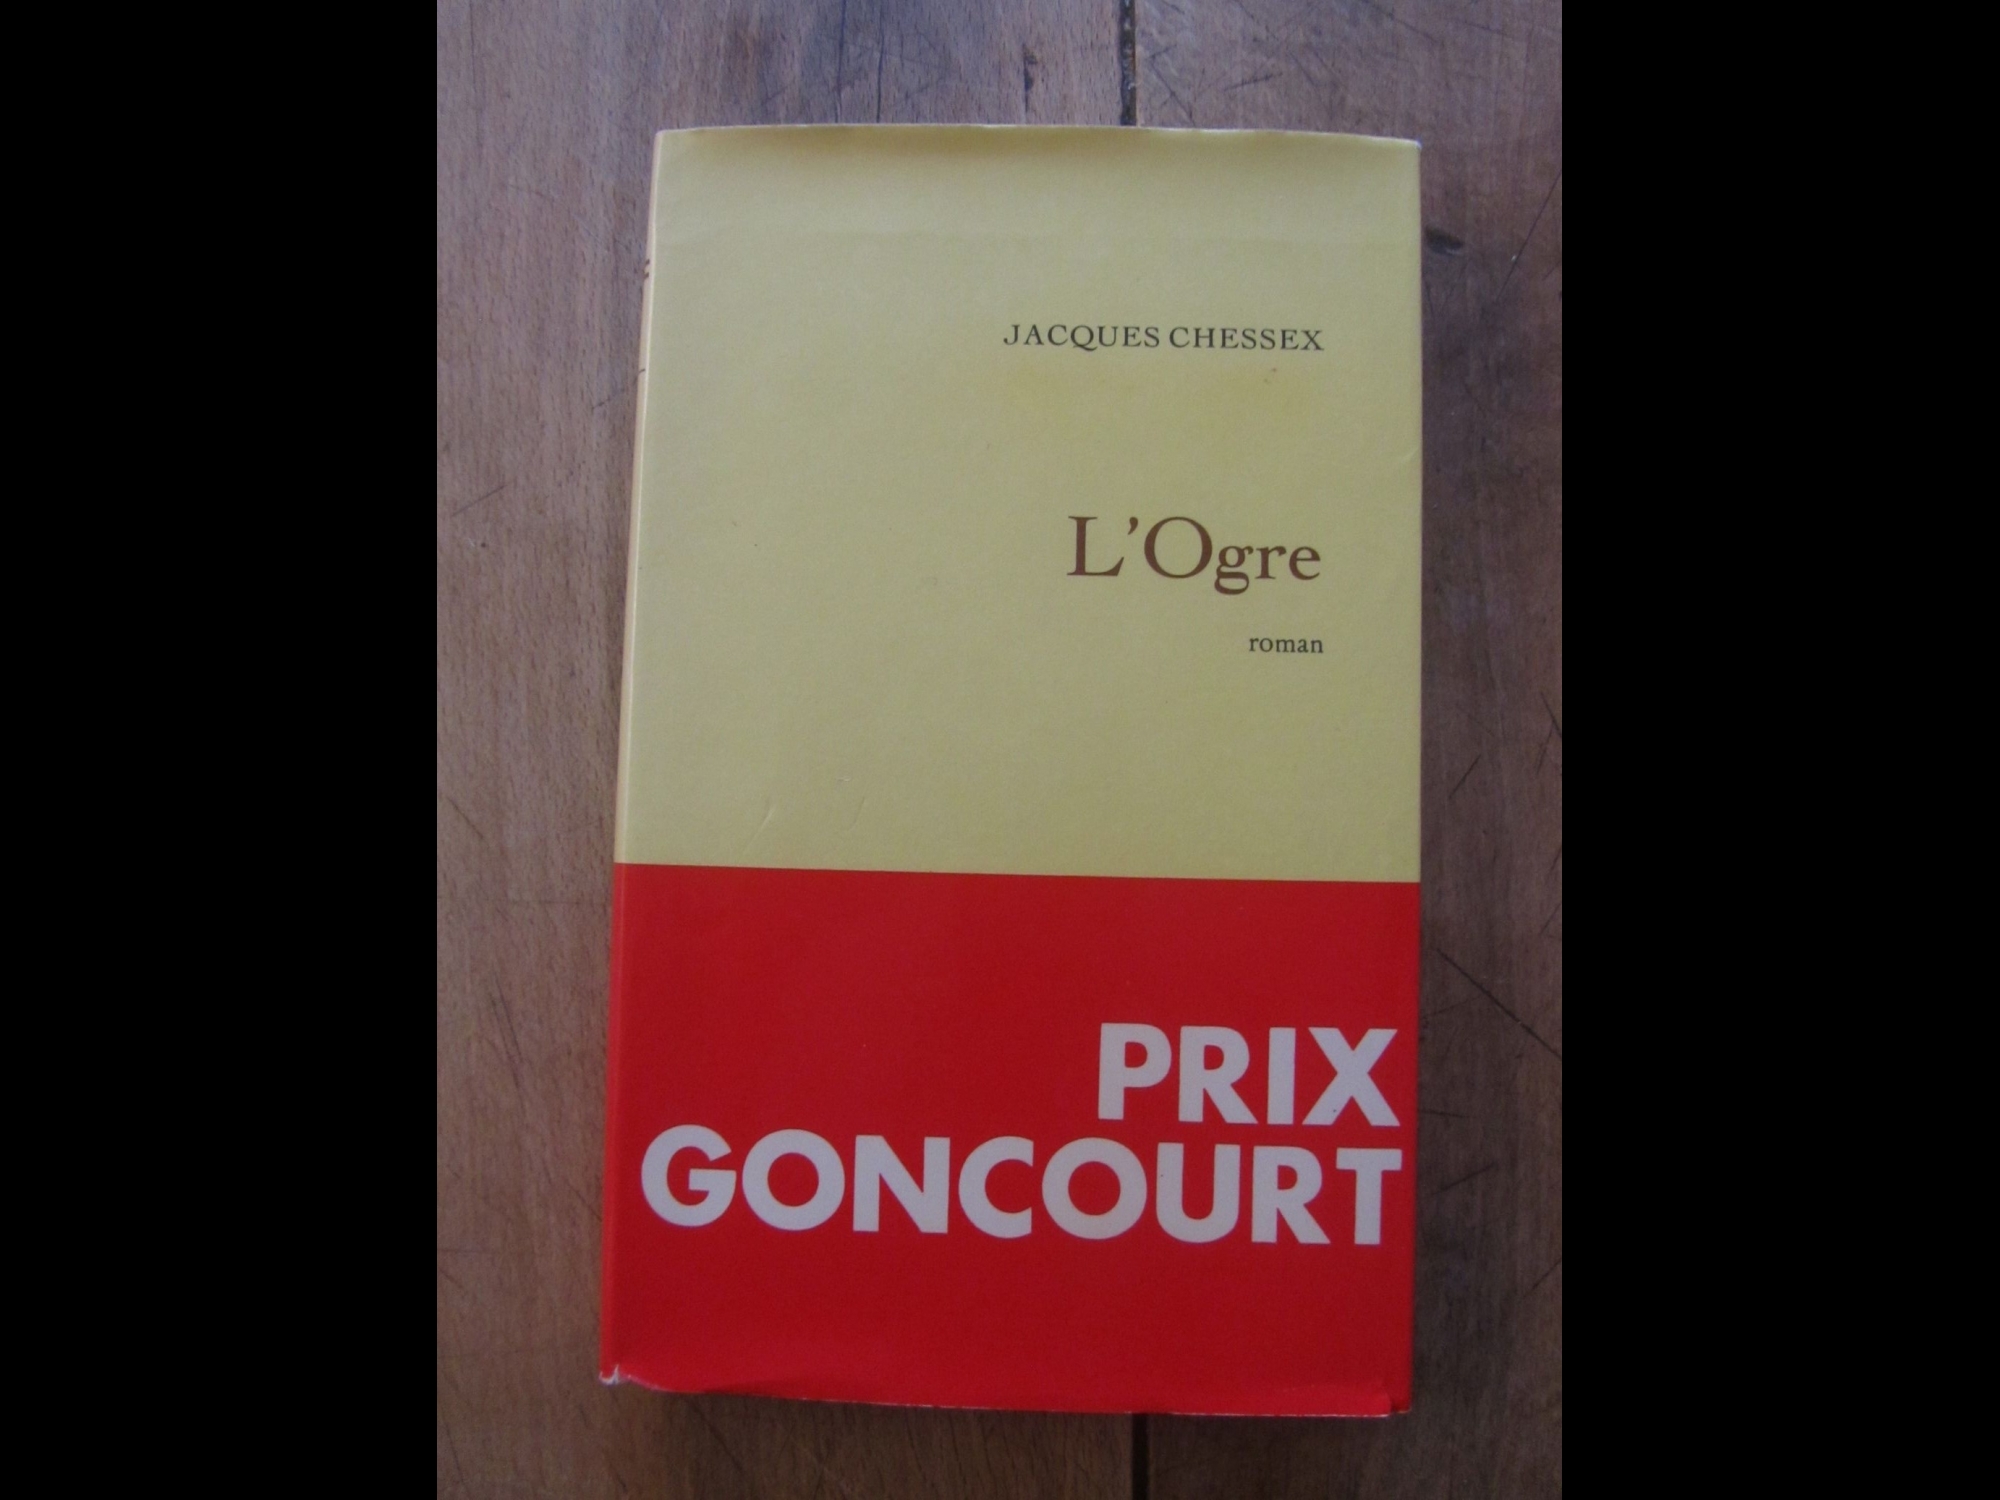 JACQUES CHESSEX
L'Ogre
roman
PRIX
GONCOURT